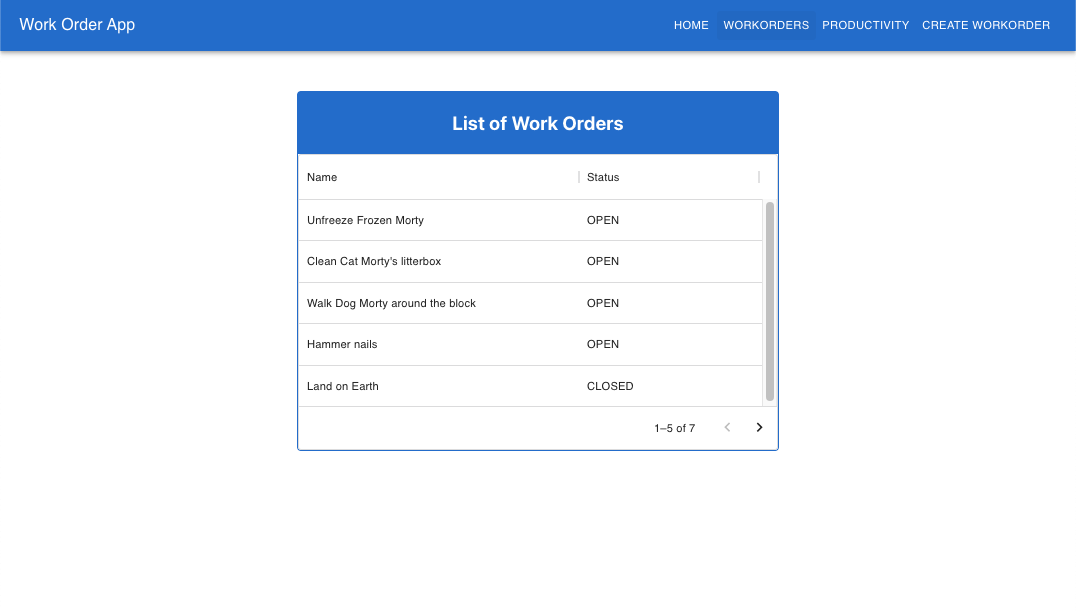 Work Order App HOME WORKORDERS PRODUCTIVITY CREATE WORKORDER
List of Work Orders
Name Status
Unfreeze Frozen Morty OPEN
Clean Cat Morty's litterbox OPEN
Walk Dog Morty around the block OPEN
Hammer nails OPEN
Land on Earth CLOSED
1–5 of 7